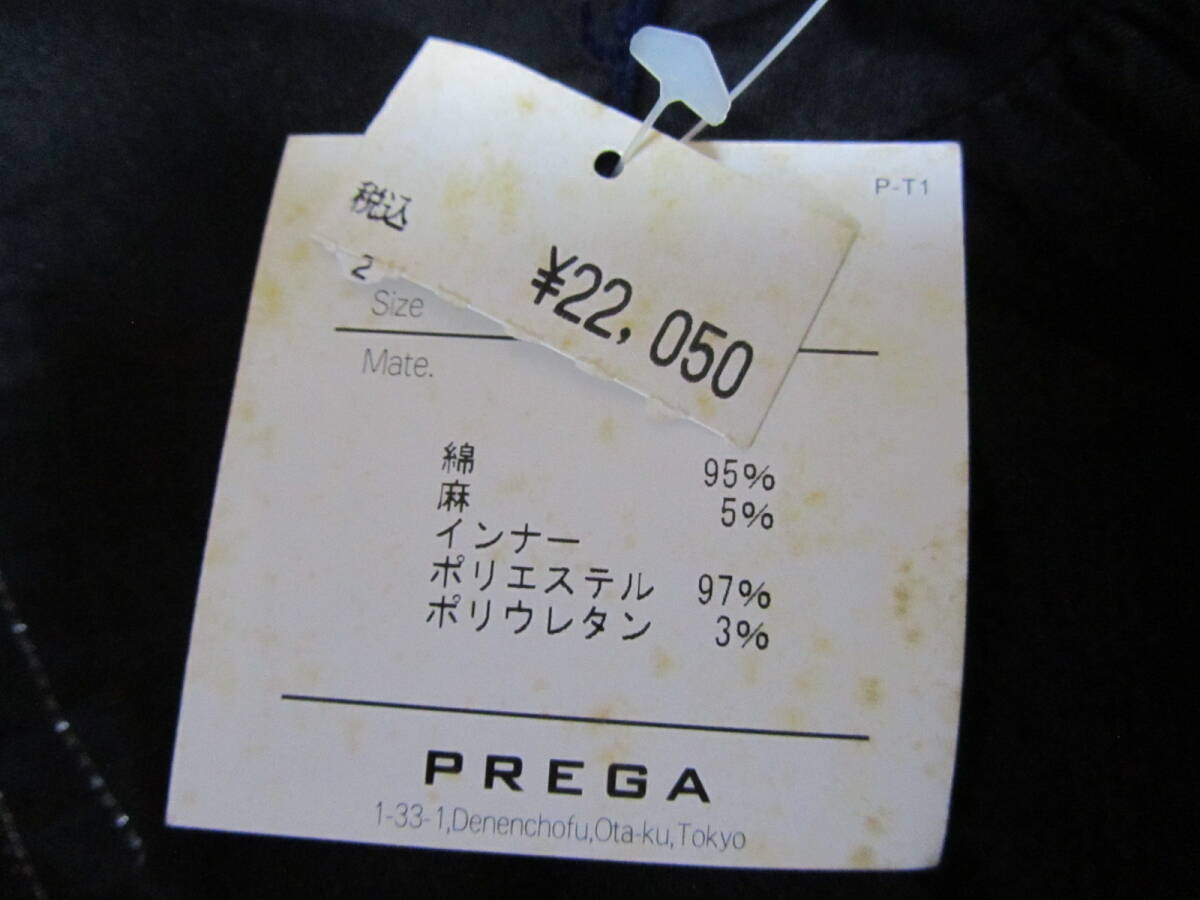 P-T1
税込
¥22,050
2
Size
Mate.
綿 95%
麻 5%
インナー
ポリエステル 97%
ポリウレタン 3%
PREGA
1-33-1,Denenchofu,Ota-ku,Tokyo